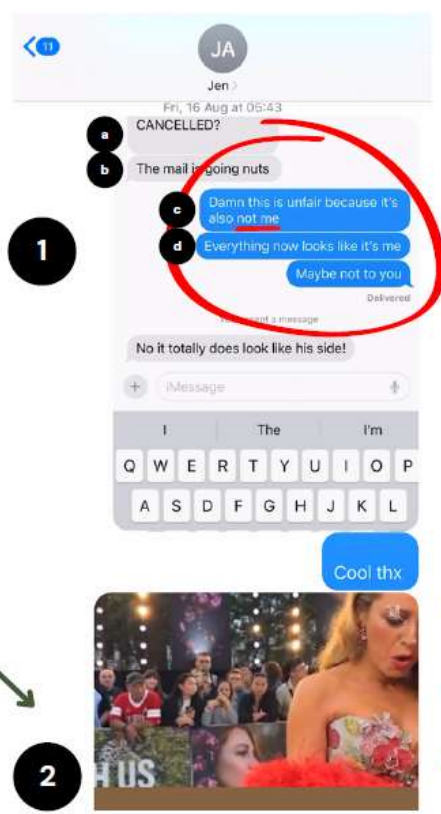 11
JA
Jen
Fri, 16 Aug at 05:43
a
CANCELLED?
b
The mail is going nuts
c
Damn this is unfair because it's
also not me
d
Everything now looks like it's me
1
Maybe not to you
Delivered
sent a message
No it totally does look like his side!
+
iMessage
I
The
I'm
Q W E R T Y U I O P
A S D F G H J K L
Cool thx
2
H US